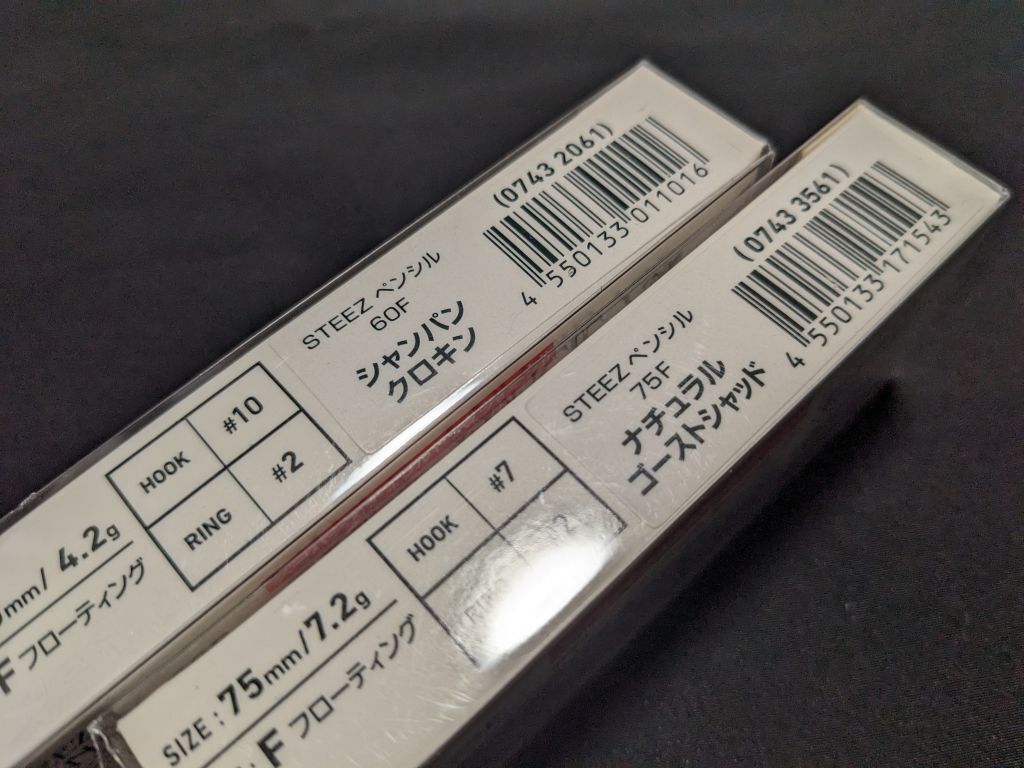 (0743 2061)
4 550133 011016
STEEZ ペンシル
60F
シャンパン
クロキン
HOOK #10
RING #2
mm/ 4.2g
F フローティング
(0743 3561)
4 550133 171543
STEEZ ペンシル
75F
ナチュラル
ゴーストシャッド
HOOK #7
RING 2
SIZE : 75mm/7.2g
F フローティング